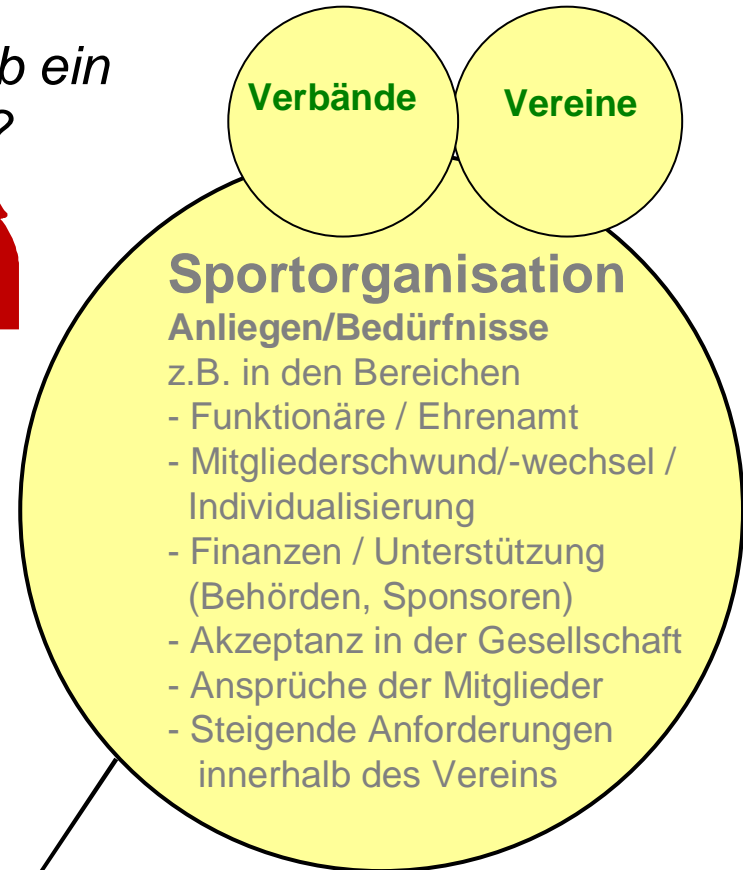 b ein
?
Verbände
Vereine
Sportorganisation
Anliegen/Bedürfnisse
z.B. in den Bereichen
- Funktionäre / Ehrenamt
- Mitgliederschwund/-wechsel /
Individualisierung
- Finanzen / Unterstützung
(Behörden, Sponsoren)
- Akzeptanz in der Gesellschaft
- Ansprüche der Mitglieder
- Steigende Anforderungen
innerhalb des Vereins